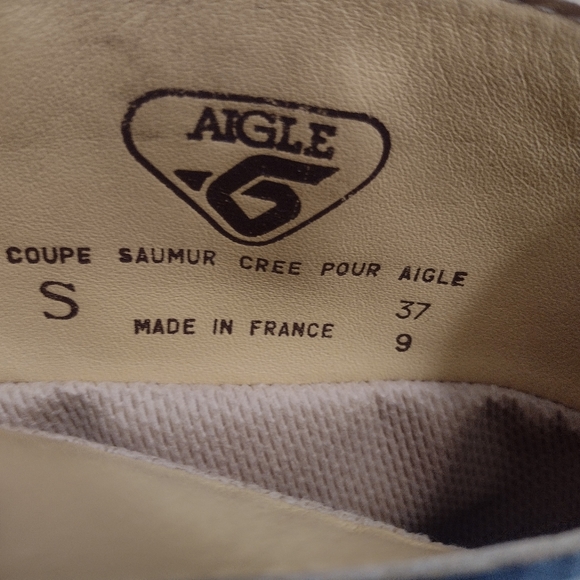 AIGLE
COUPE SAUMUR CREE POUR AIGLE
S 37
MADE IN FRANCE 9